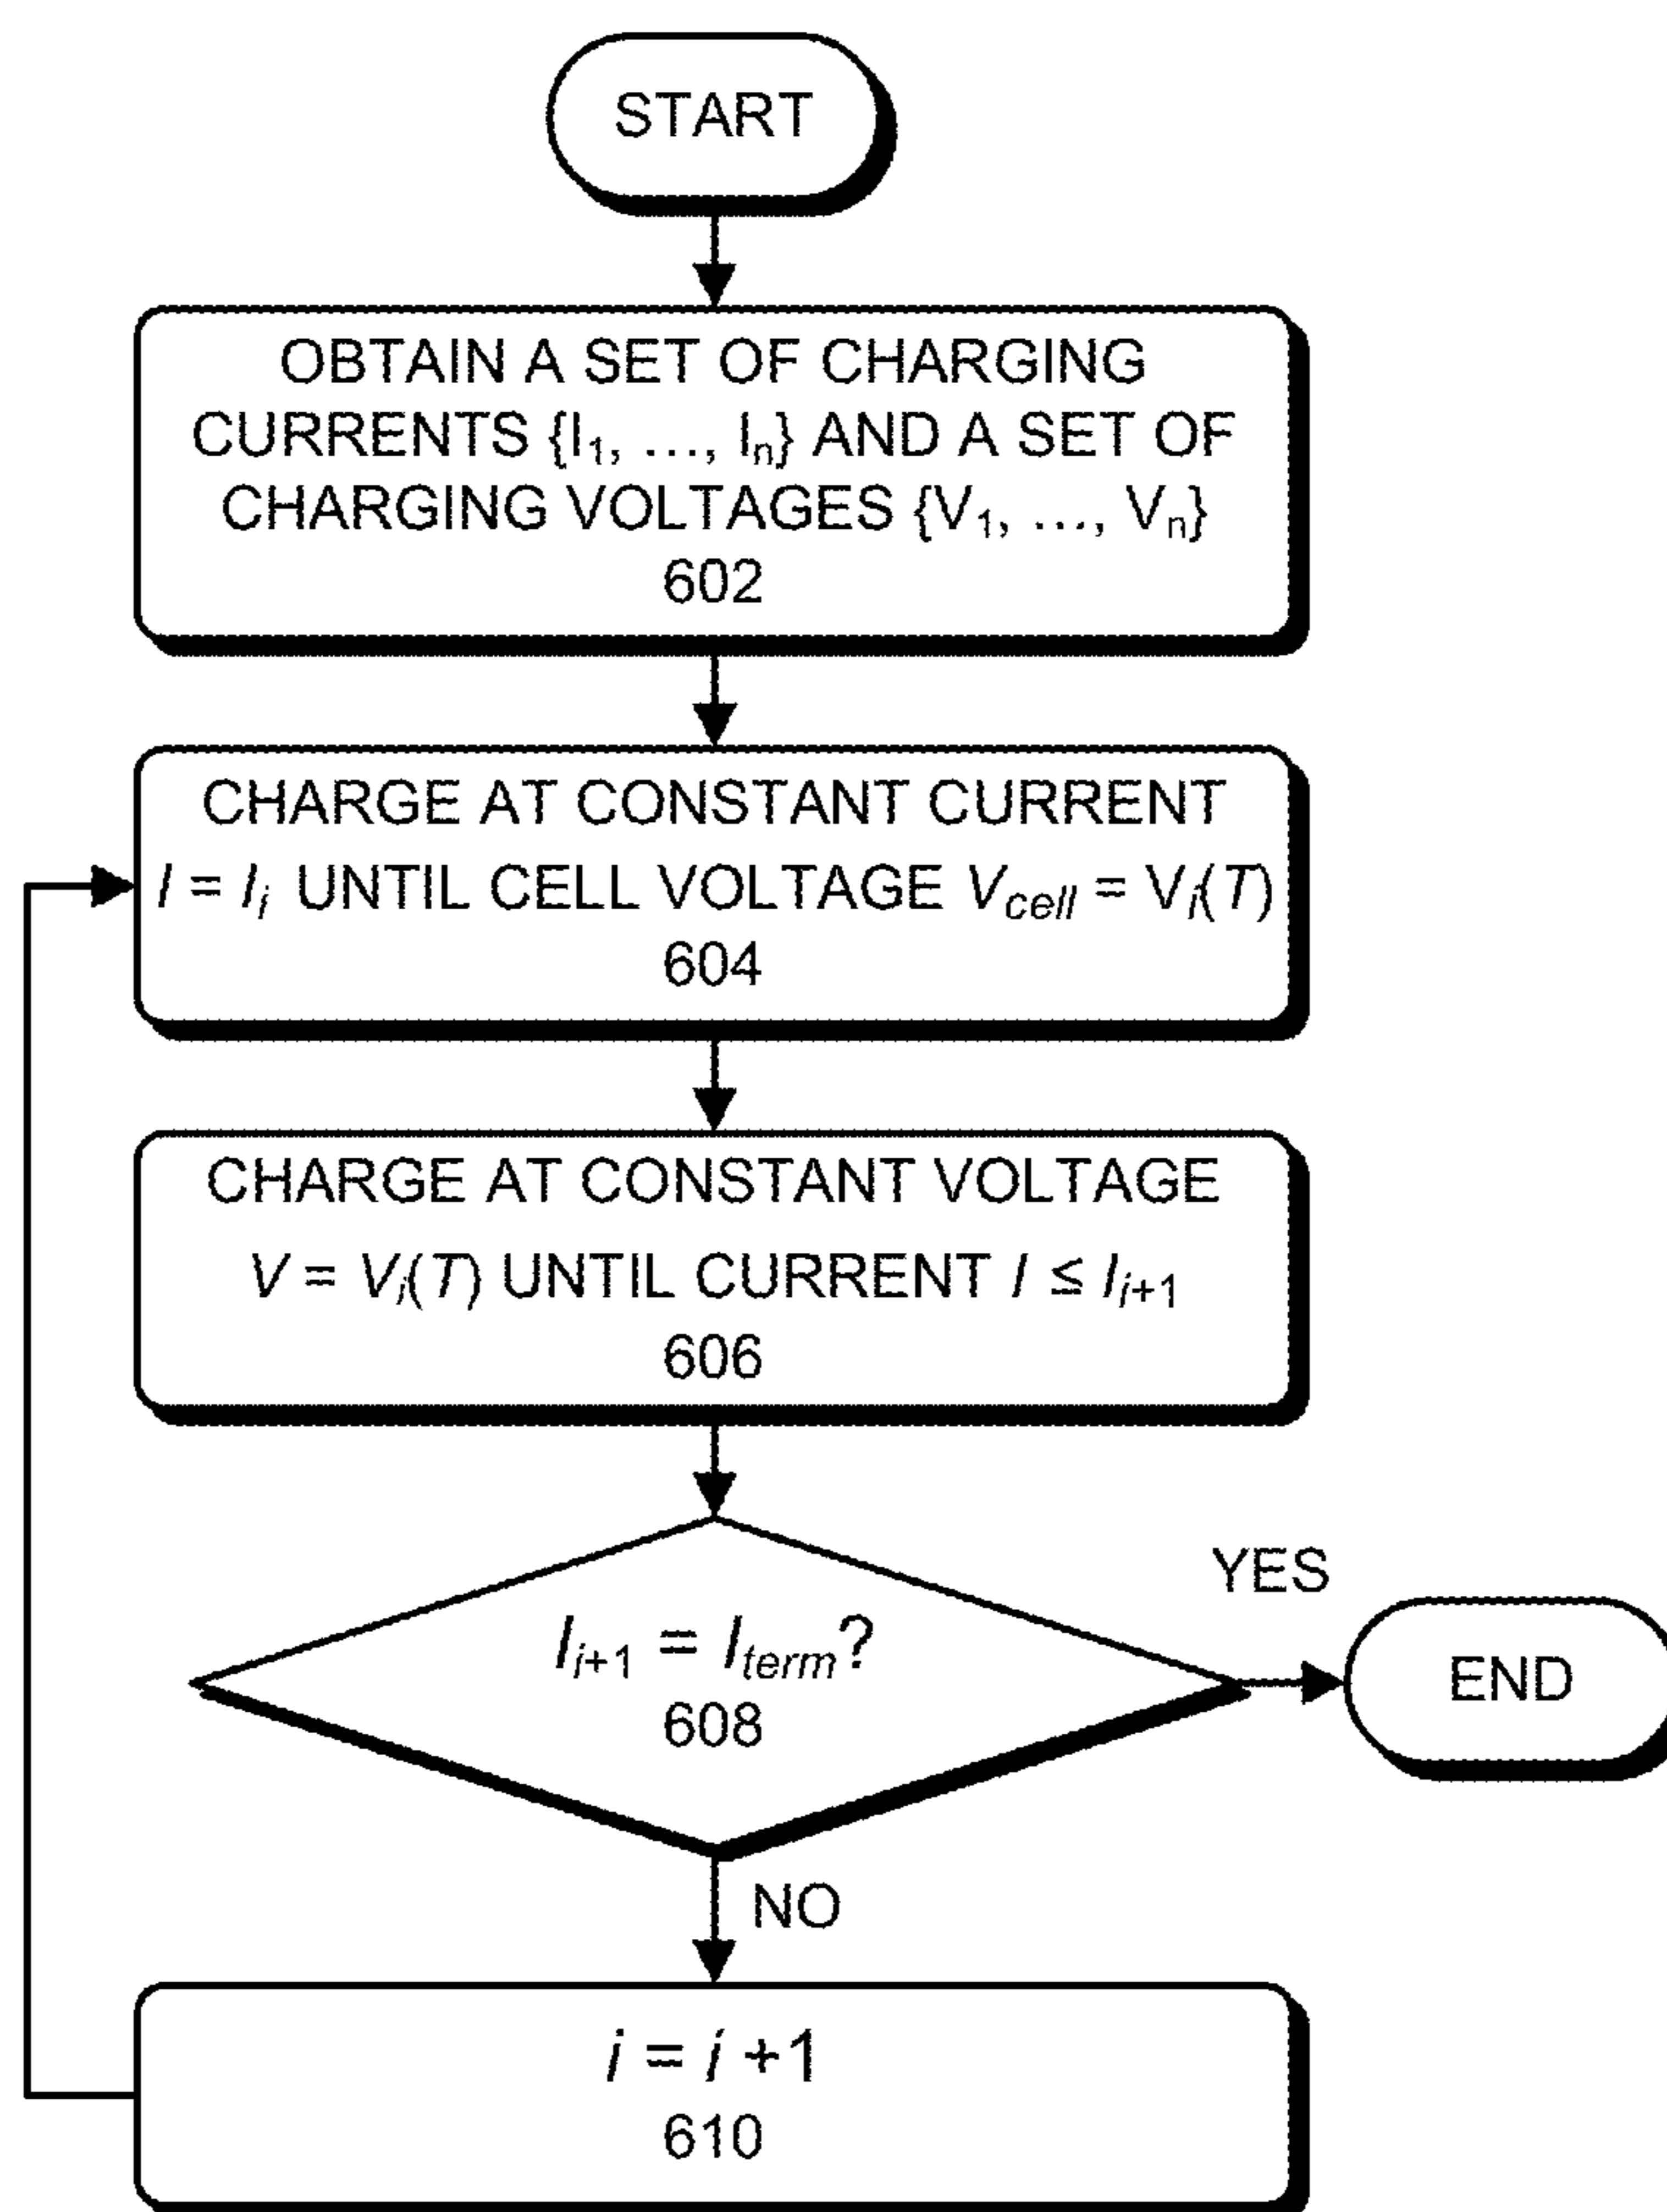 START
OBTAIN A SET OF CHARGING
CURRENTS {I₁, ..., Iₙ} AND A SET OF
CHARGING VOLTAGES {V₁, ..., Vₙ}
602
CHARGE AT CONSTANT CURRENT
I = Iᵢ UNTIL CELL VOLTAGE V_cell = Vᵢ(T)
604
CHARGE AT CONSTANT VOLTAGE
V = Vᵢ(T) UNTIL CURRENT I ≤ Iᵢ₊₁
606
Iᵢ₊₁ = I_term?
608
YES
END
NO
i = i +1
610